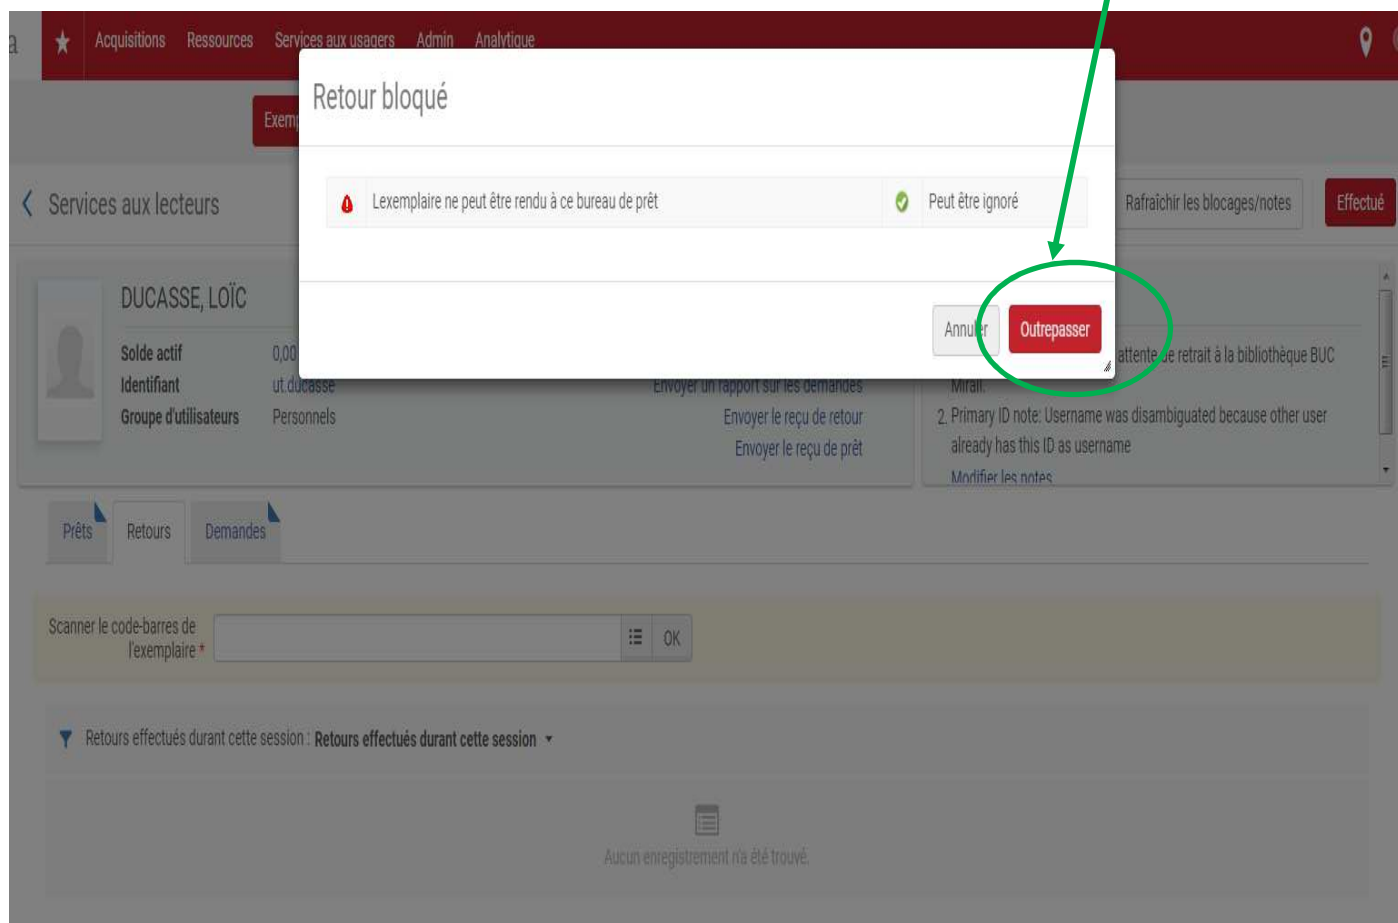 a ★ Acquisitions Ressources Services aux usagers Admin Analytique
Exem
Retour bloqué
Lexemplaire ne peut être rendu à ce bureau de prêt Peut être ignoré
Annuler Outrepasser
Services aux lecteurs
Rafraîchir les blocages/notes Effectué
DUCASSE, LOÏC
Solde actif 0,00
Identifiant ut.ducasse
Groupe d'utilisateurs Personnels
Envoyer un rapport sur les demandes
Envoyer le reçu de retour
Envoyer le reçu de prêt
attente de retrait à la bibliothèque BUC
Mirail.
2. Primary ID note: Username was disambiguated because other user
already has this ID as username
Modifier les notes
Prêts Retours Demandes
Scanner le code-barres de
l'exemplaire * OK
Retours effectués durant cette session : Retours effectués durant cette session
Aucun enregistrement n'a été trouvé.